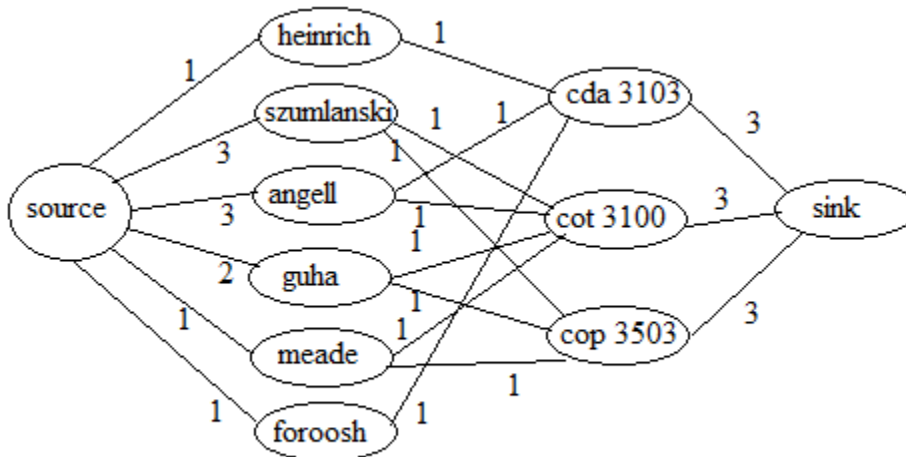 heinrich
1
1
cda 3103
szumlanski
1
1
3
3
1
source
angell
3
1
cot 3100
3
sink
guha
1
2
1
cop 3503
3
1
meade
1
1
1
1
foroosh